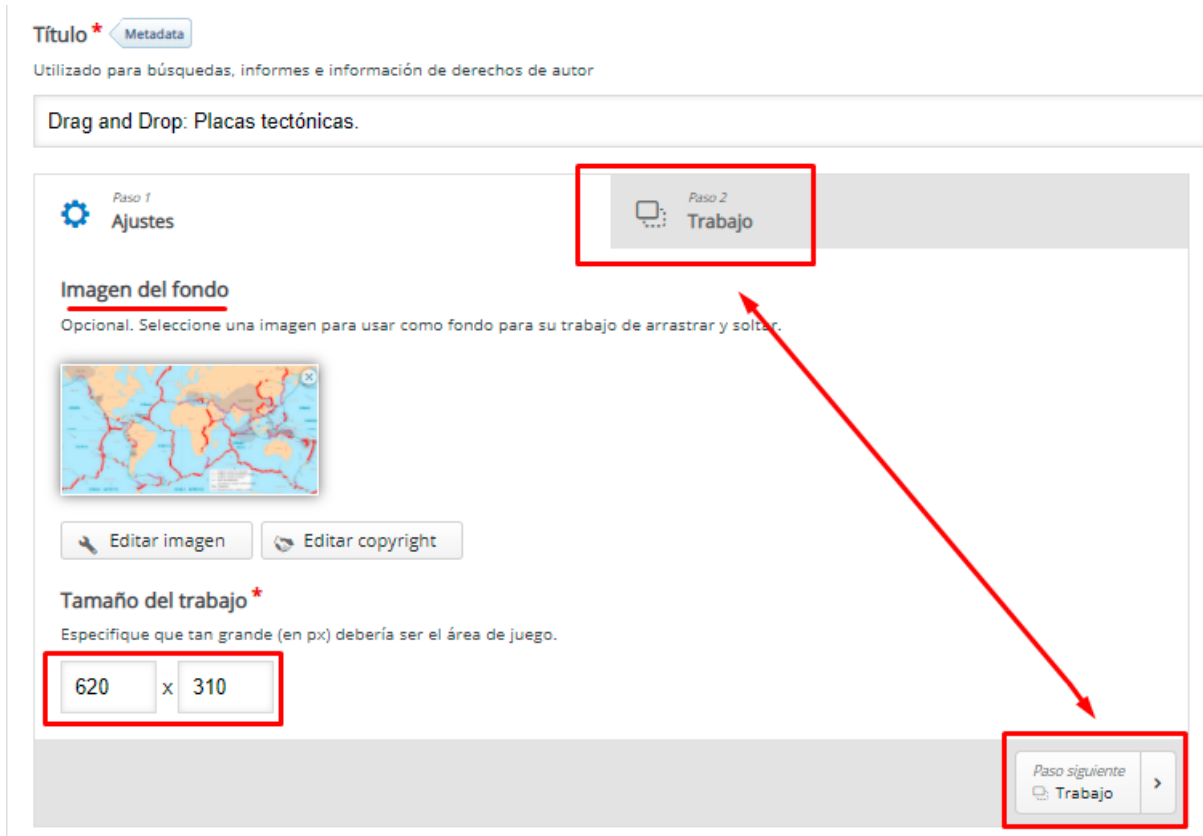 Título * Metadata
Utilizado para búsquedas, informes e información de derechos de autor
Drag and Drop: Placas tectónicas.
Paso 1
Ajustes
Paso 2
Trabajo
Imagen del fondo
Opcional. Seleccione una imagen para usar como fondo para su trabajo de arrastrar y soltar.
Editar imagen
Editar copyright
Tamaño del trabajo *
Especifique que tan grande (en px) debería ser el área de juego.
620 x 310
Paso siguiente
Trabajo